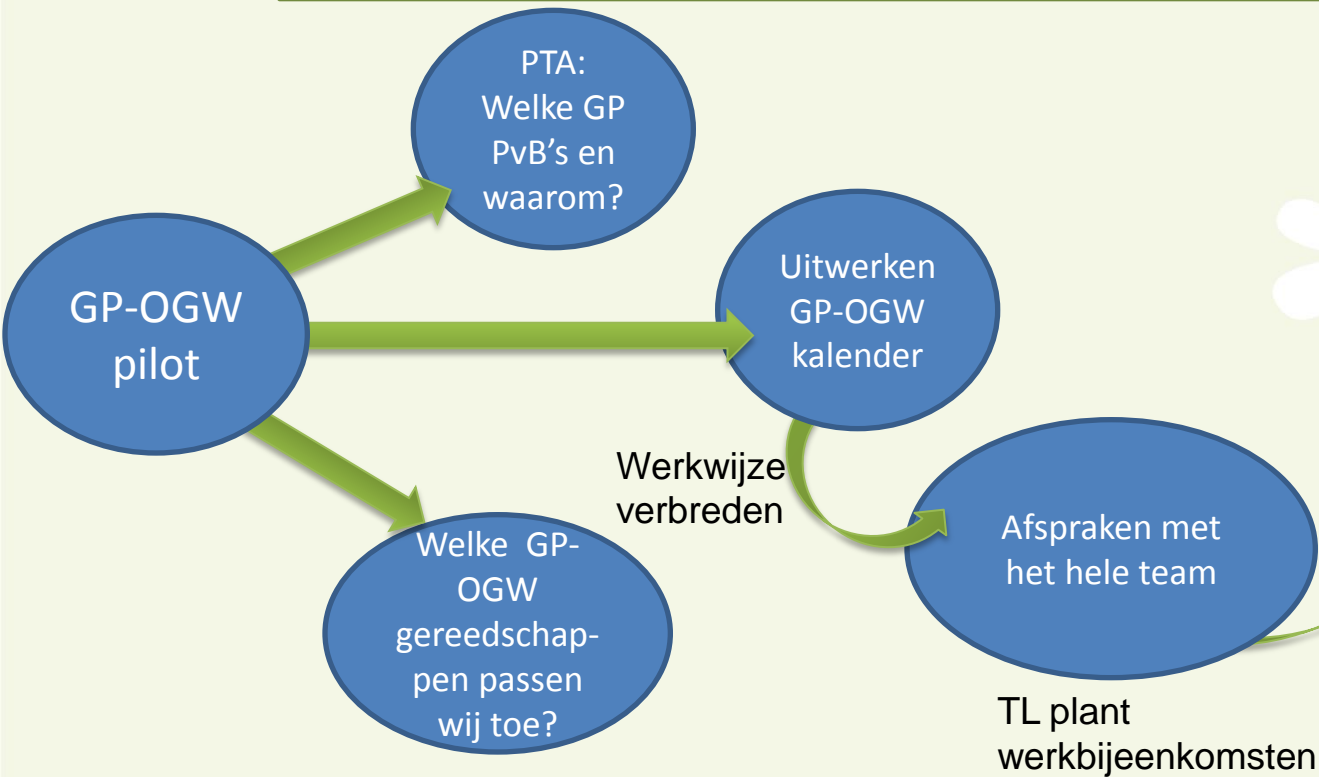 PTA:
Welke GP
PvB’s en
waarom?
GP-OGW
pilot
Uitwerken
GP-OGW
kalender
Werkwijze
verbreden
Afspraken met
het hele team
Welke  GP-
OGW
gereedschap-
pen passen
wij toe?
TL plant
werkbijeenkomsten